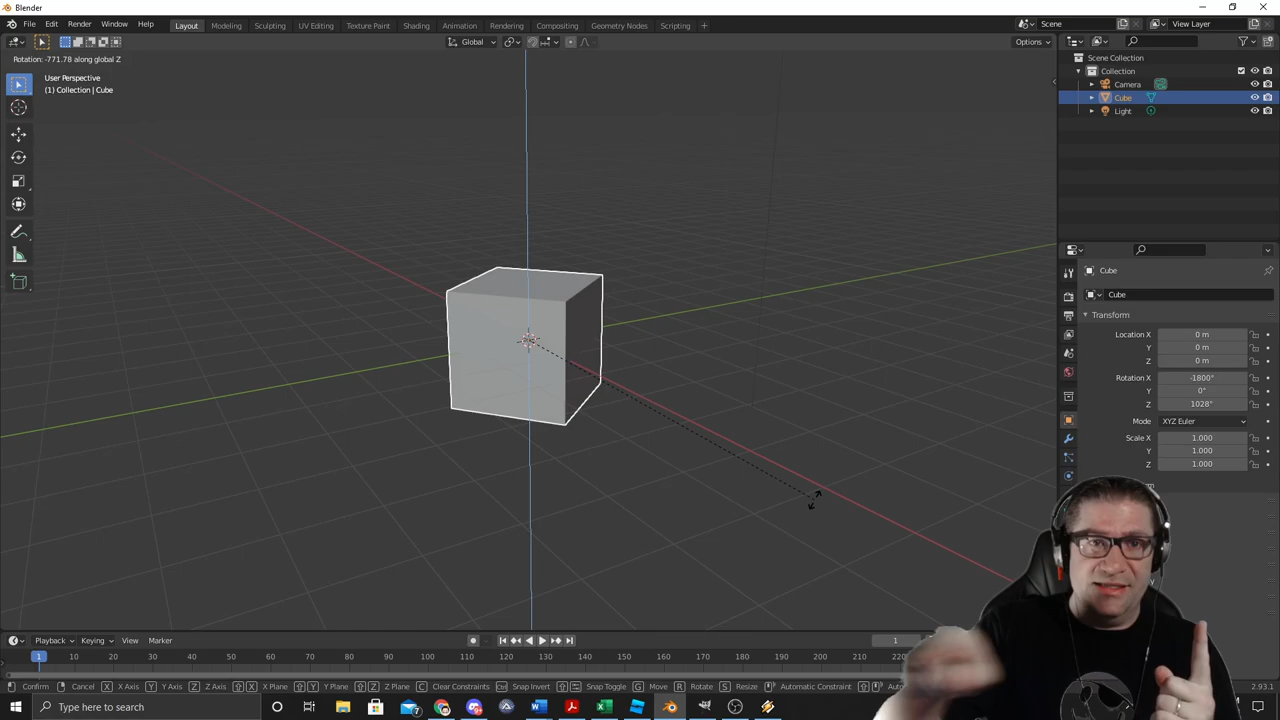 Blender
File Edit Render Window Help Layout Modeling Sculpting UV Editing Texture Paint Shading Animation Rendering Compositing Geometry Nodes Scripting + Scene View Layer
Global Options
Rotation: -771.78 along global Z
User Perspective
(1) Collection | Cube
Scene Collection
Collection
Camera
Cube
Light
Cube
Cube
Transform
Location X 0 m
Y 0 m
Z 0 m
Rotation X -1800°
Y 0°
Z 1028°
Mode XYZ Euler
Scale X 1.000
Y 1.000
Z 1.000
Playback Keying View Marker 1
1 10 20 30 40 50 60 70 80 90 100 110 120 130 140 150 160 170 180 190 200 210 220
Confirm Cancel X X Axis Y Y Axis Z Z Axis X X Plane Y Y Plane Z Z Plane C Clear Constraints Snap Invert Snap Toggle G Move R Rotate S Resize Automatic Constraint 2.93.1
Type here to search